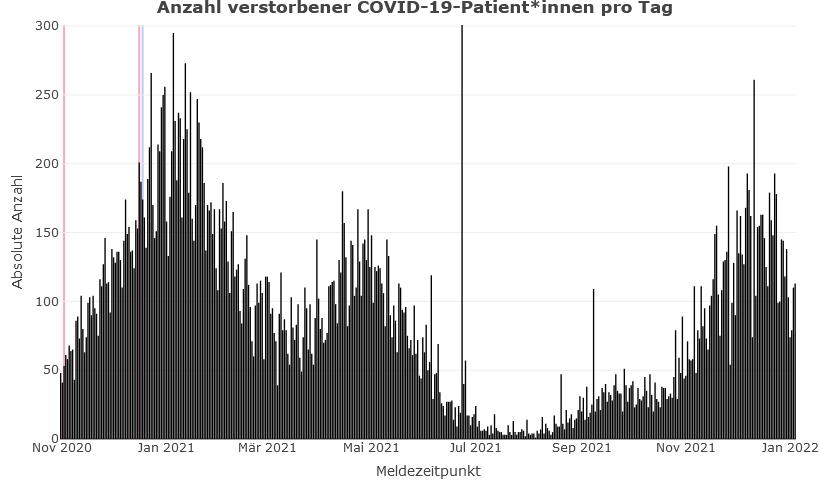 Anzahl verstorbener COVID-19-Patient*innen pro Tag
300
250
200
150
100
50
0
Absolute Anzahl
Nov 2020 Jan 2021 Mär 2021 Mai 2021 Jul 2021 Sep 2021 Nov 2021 Jan 2022
Meldezeitpunkt